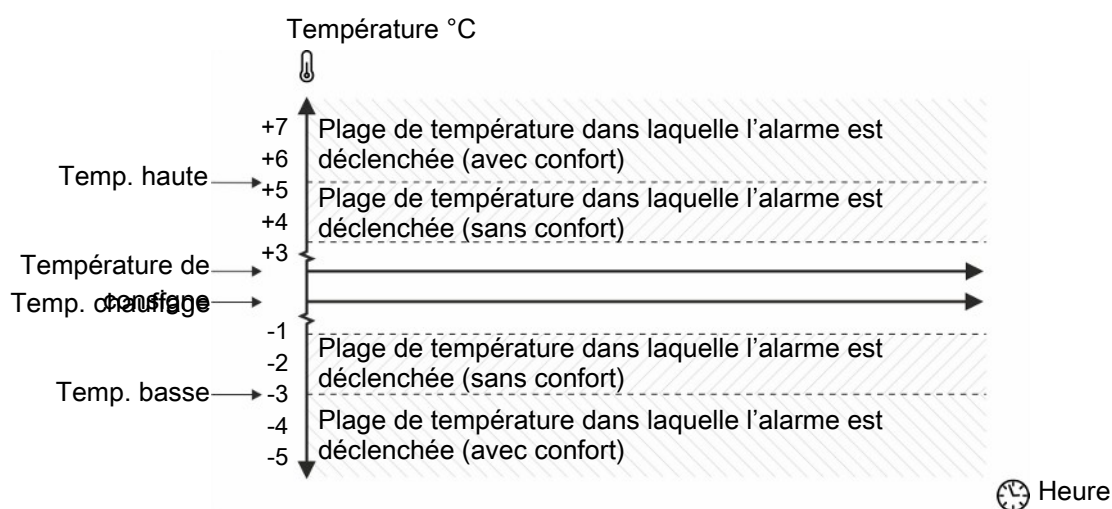 Température °C
+7
Plage de température dans laquelle l’alarme est
+6
déclenchée (avec confort)
Temp. haute
+5
Plage de température dans laquelle l’alarme est
+4
déclenchée (sans confort)
+3
Température de
consigne
Temp. chauffage
-1
Plage de température dans laquelle l’alarme est
-2
déclenchée (sans confort)
Temp. basse
-3
-4
Plage de température dans laquelle l’alarme est
déclenchée (avec confort)
-5
Heure